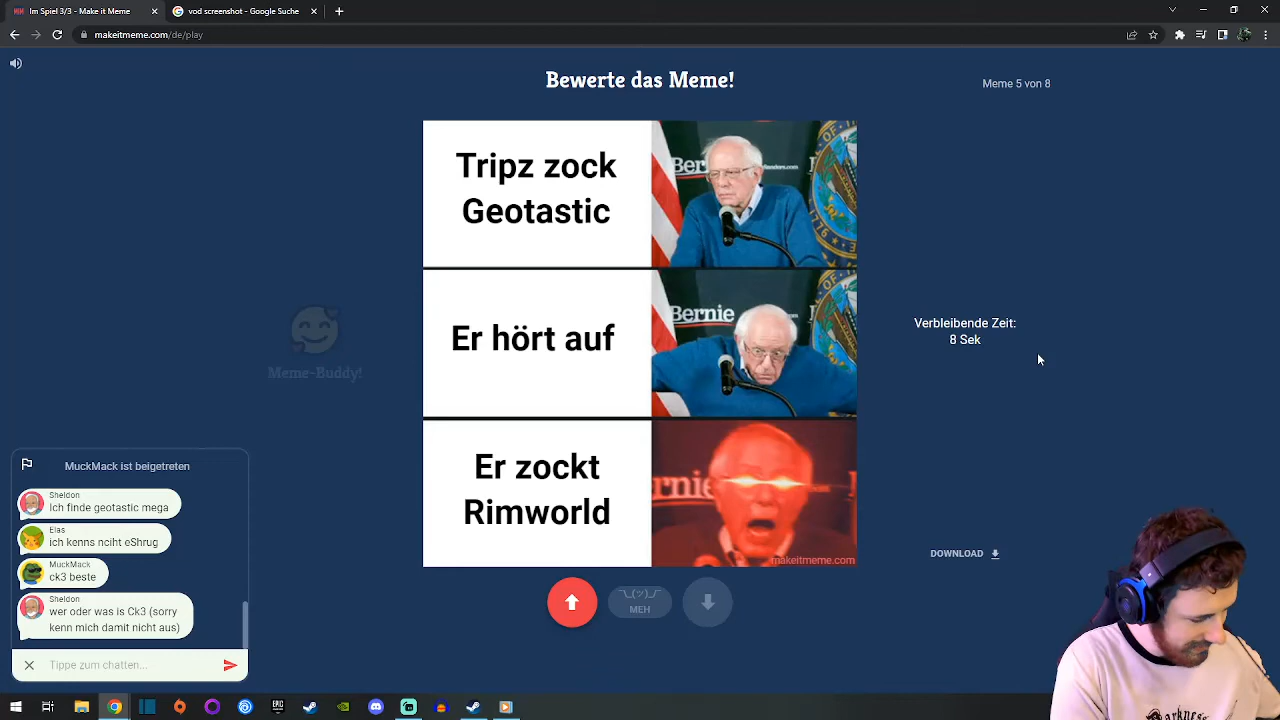 Im Spiel 3/3 - Make it Meme
vod screenshot - Google Suche
makeitmeme.com/de/play
Bewerte das Meme!
Meme 5 von 8
Tripz zock
Geotastic
Er hört auf
Er zockt
Rimworld
Bernie
makeitmeme.com
Meme-Buddy!
Verbleibende Zeit:
8 Sek
DOWNLOAD
¯\_(ツ)_/¯
MEH
MuckMack ist beigetreten
Sheldon
Ich finde geotastic mega
Elas
Ich kenns nciht eShrug
MuckMack
ck3 beste
Sheldon
wer oder was is Ck3 (sorry
kenn mich damit nicht aus)
Tippe zum chatten...